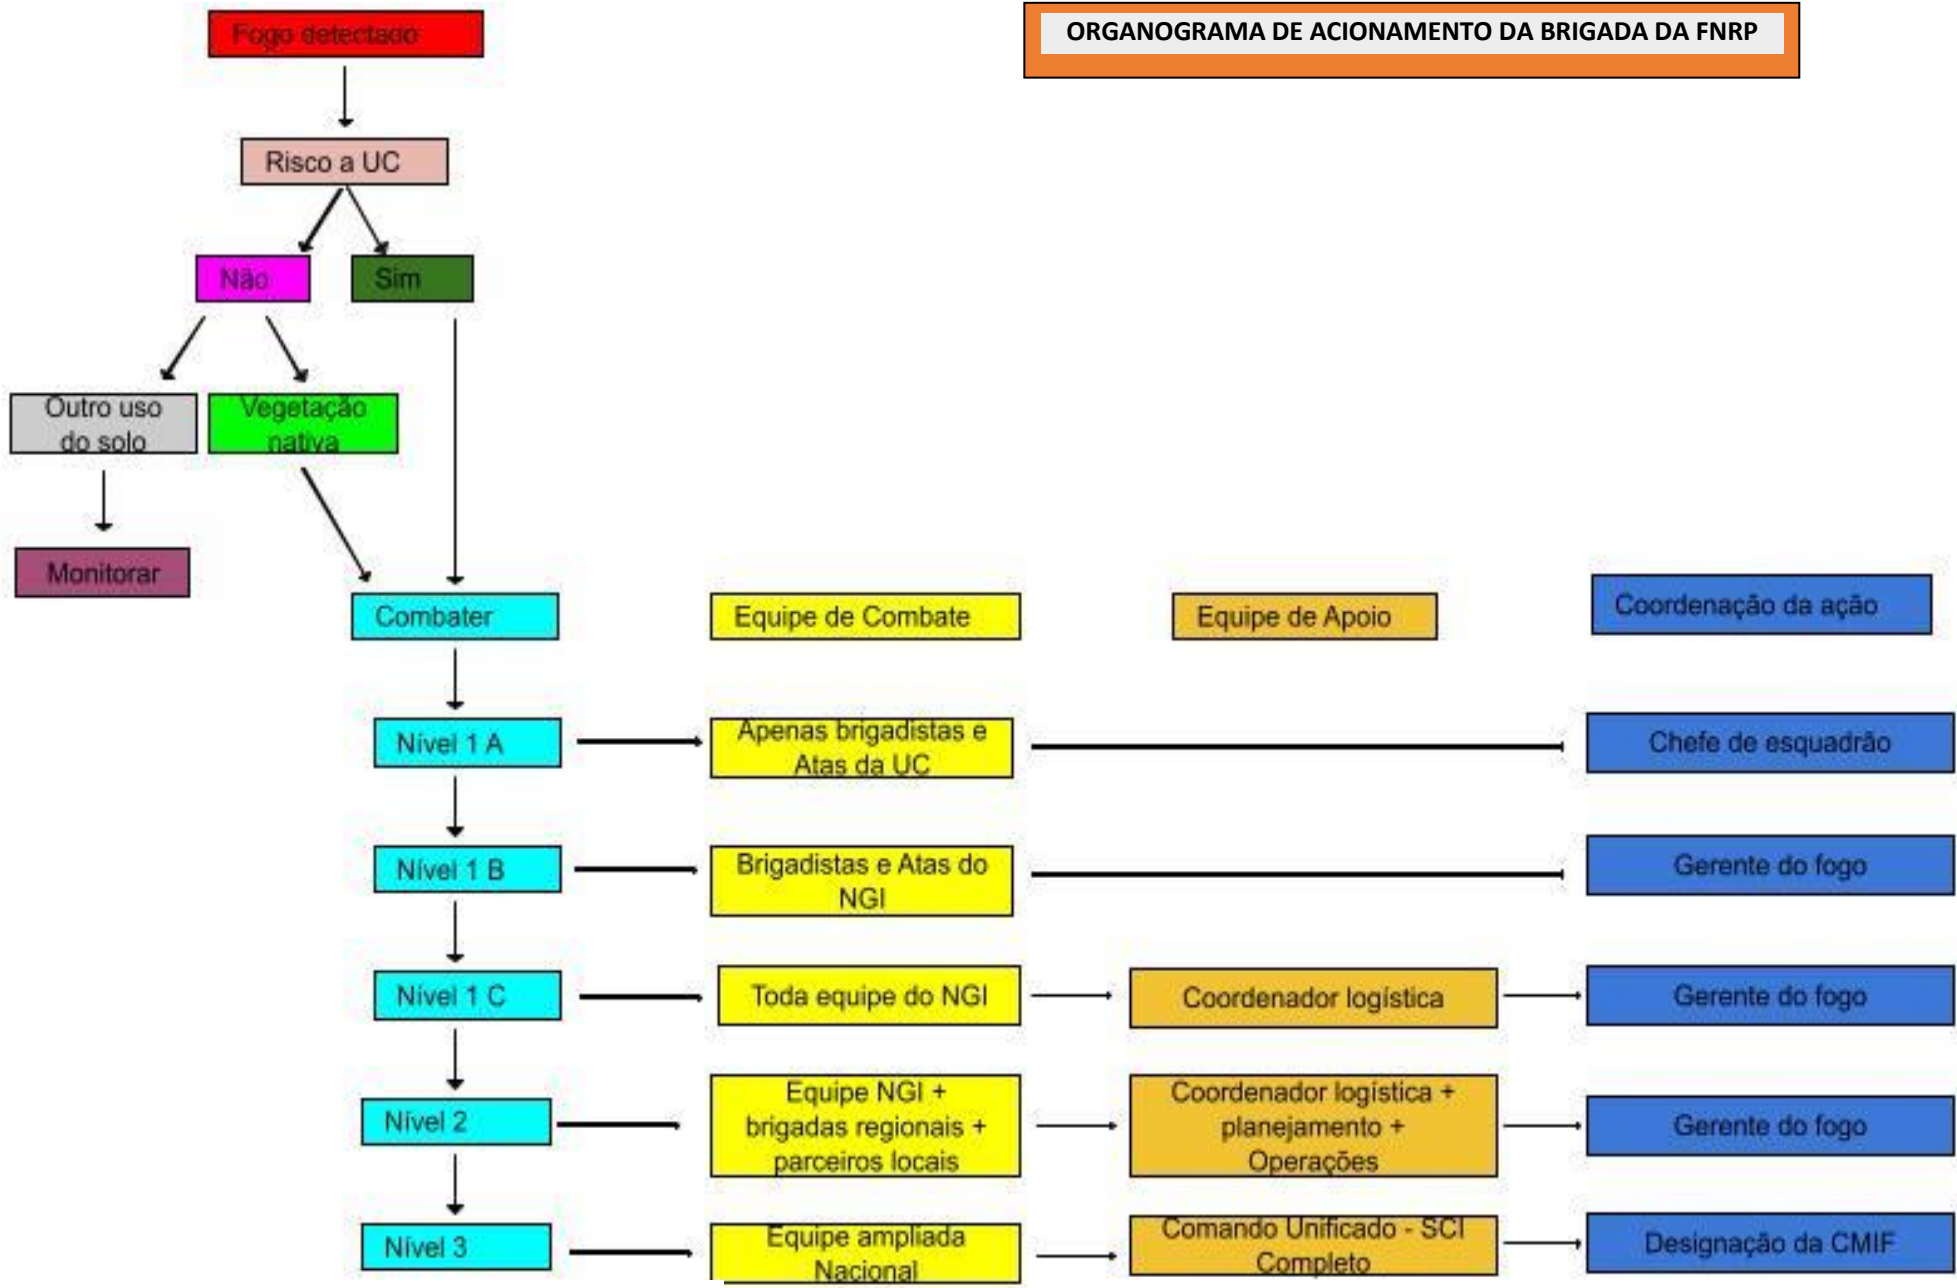 ORGANOGRAMA DE ACIONAMENTO DA BRIGADA DA FNRP
Fogo detectado
Risco a UC
Não
Sim
Outro uso
do solo
Vegetação
nativa
Monitorar
Combater
Equipe de Combate
Equipe de Apoio
Coordenação da ação
Nível 1 A
Apenas brigadistas e
Atas da UC
Chefe de esquadrão
Nível 1 B
Brigadistas e Atas do
NGI
Gerente do fogo
Nível 1 C
Toda equipe do NGI
Coordenador logística
Gerente do fogo
Nível 2
Equipe NGI +
brigadas regionais +
parceiros locais
Coordenador logística +
planejamento +
Operações
Gerente do fogo
Nível 3
Equipe ampliada
Nacional
Comando Unificado - SCI
Completo
Designação da CMIF